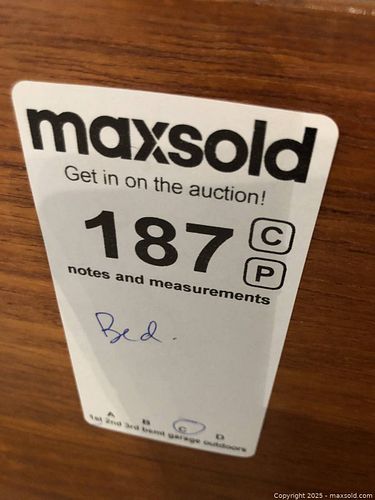 maxsold
Get in on the auction!
187 C
P
notes and measurements
Bed.
A B C D
1st 2nd 3rd bsmt garage outdoors
Copyright 2025 - maxsold.com